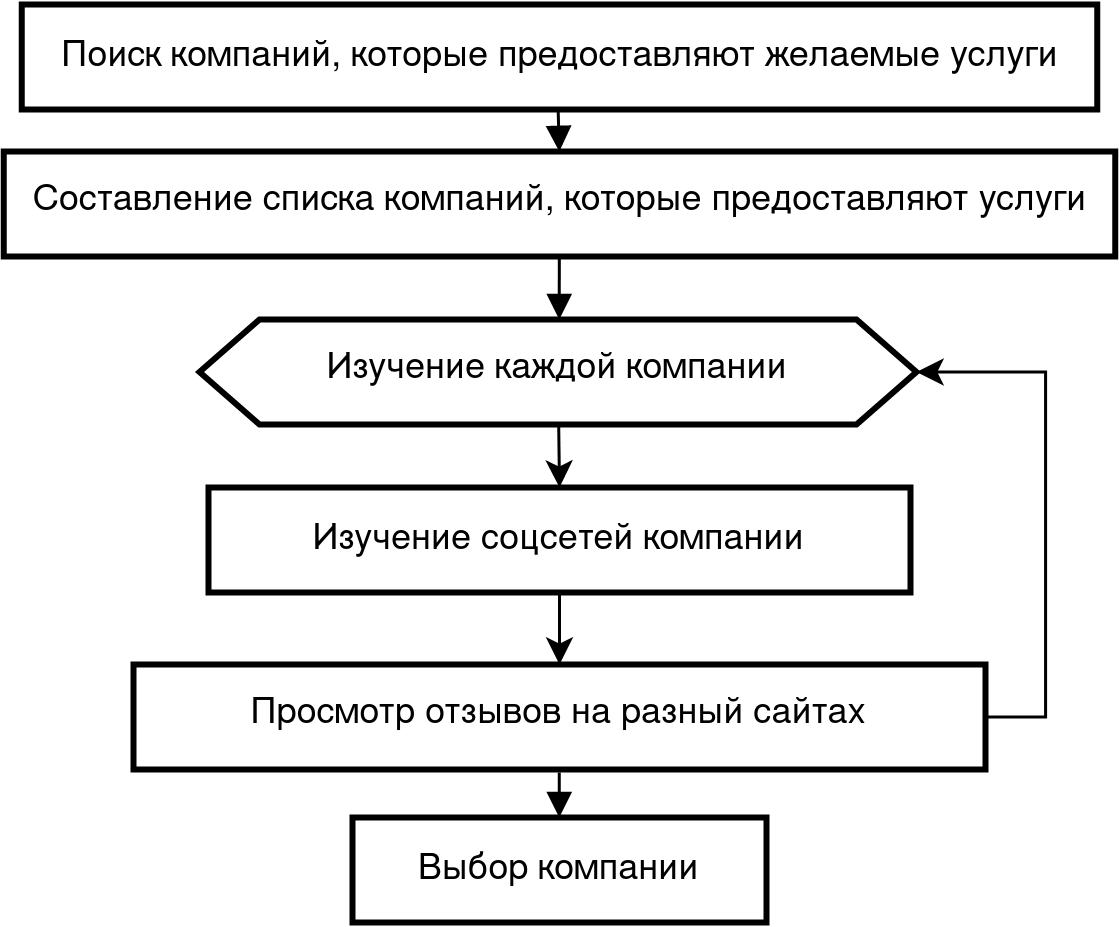 Поиск компаний, которые предоставляют желаемые услуги
Составление списка компаний, которые предоставляют услуги
Изучение каждой компании
Изучение соцсетей компании
Просмотр отзывов на разный сайтах
Выбор компании